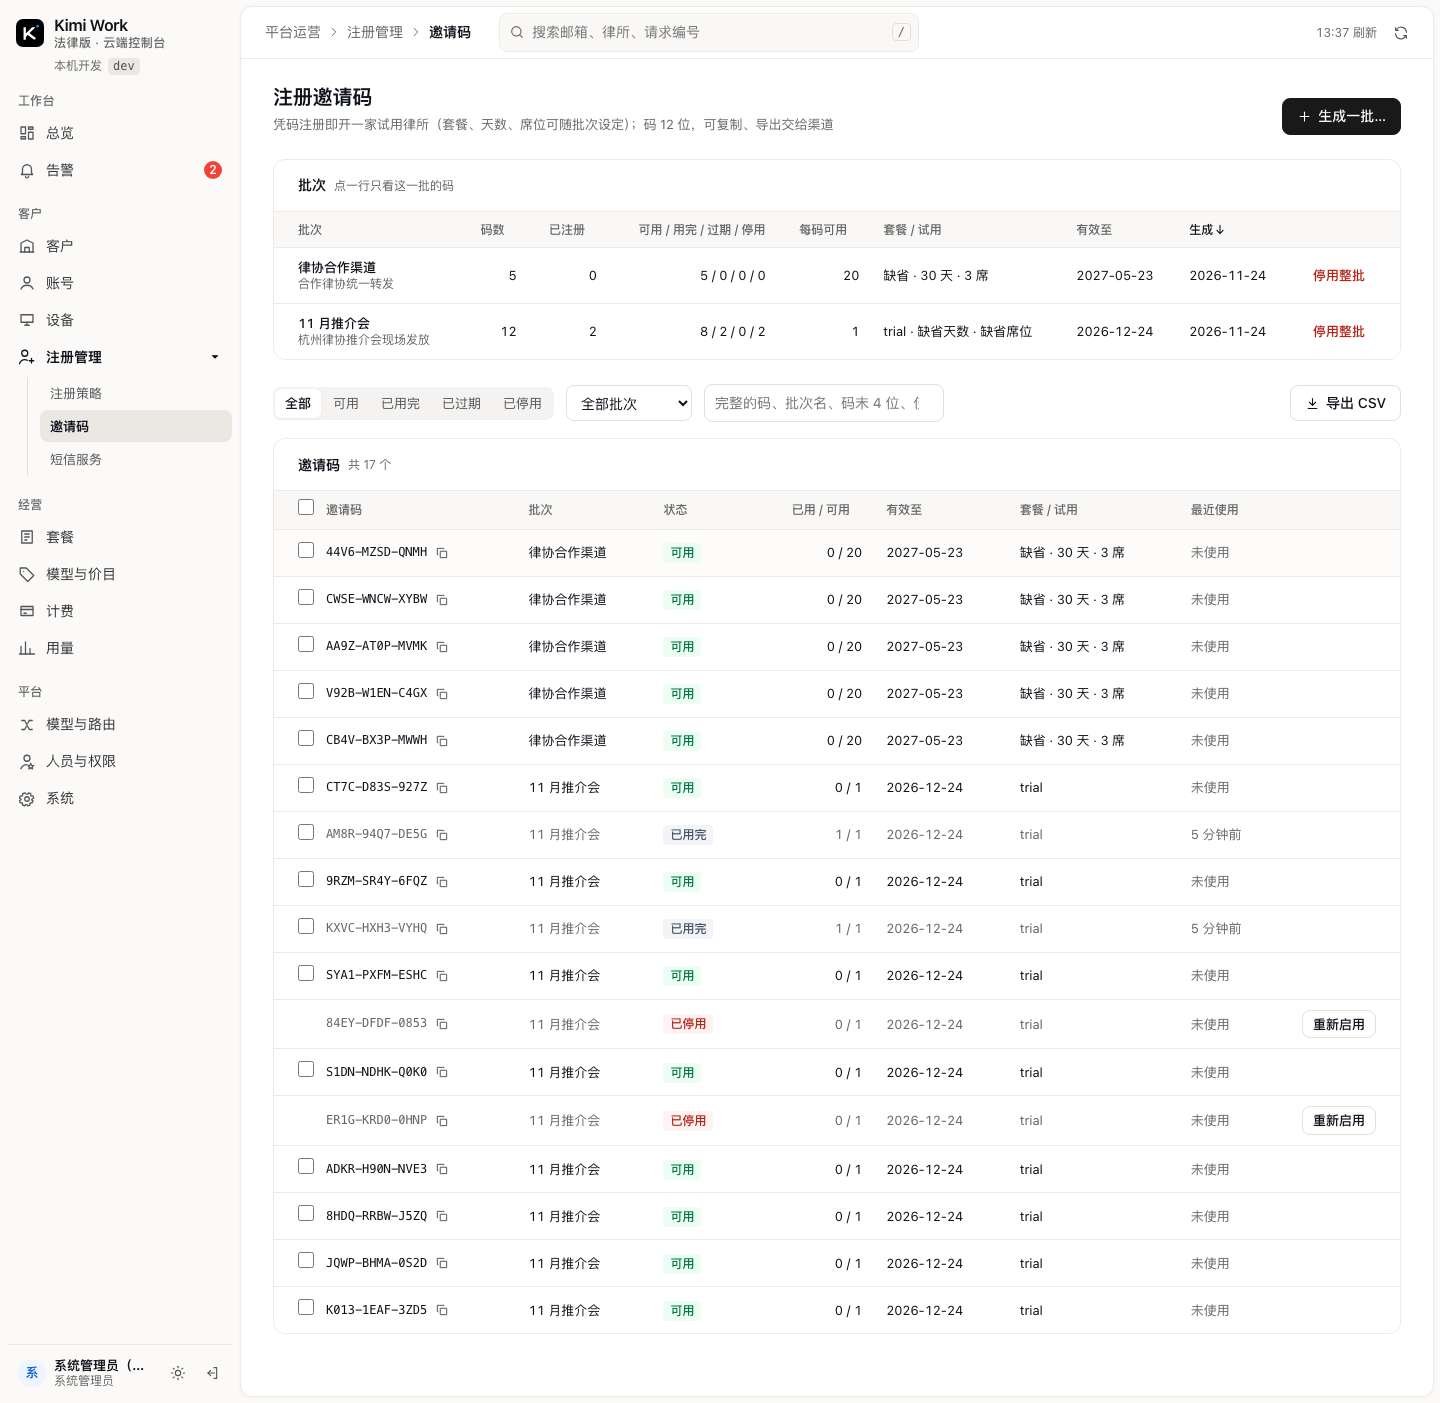 Kimi Work
法律版 · 云端控制台
本机开发 dev
工作台
总览
告警 2
客户
客户
账号
设备
注册管理
注册策略
邀请码
短信服务
经营
套餐
模型与价目
计费
用量
平台
模型与路由
人员与权限
系统
系 系统管理员（...
系统管理员
平台运营 > 注册管理 > 邀请码
搜索邮箱、律所、请求编号 /
13:37 刷新
注册邀请码
凭码注册即开一家试用律所（套餐、天数、席位可随批次设定）；码 12 位，可复制、导出交给渠道
+ 生成一批...
批次 点一行只看这一批的码
批次 码数 已注册 可用 / 用完 / 过期 / 停用 每码可用 套餐 / 试用 有效至 生成↓
律协合作渠道 5 0 5 / 0 / 0 / 0 20 缺省 · 30 天 · 3 席 2027-05-23 2026-11-24 停用整批
合作律协统一转发
11 月推介会 12 2 8 / 2 / 0 / 2 1 trial · 缺省天数 · 缺省席位 2026-12-24 2026-11-24 停用整批
杭州律协推介会现场发放
全部 可用 已用完 已过期 已停用 全部批次 完整的码、批次名、码末 4 位、 导出 CSV
邀请码 共 17 个
邀请码 批次 状态 已用 / 可用 有效至 套餐 / 试用 最近使用
44V6-MZSD-QNMH 律协合作渠道 可用 0 / 20 2027-05-23 缺省 · 30 天 · 3 席 未使用
CWSE-WNCW-XYBW 律协合作渠道 可用 0 / 20 2027-05-23 缺省 · 30 天 · 3 席 未使用
AA9Z-AT0P-MVMK 律协合作渠道 可用 0 / 20 2027-05-23 缺省 · 30 天 · 3 席 未使用
V92B-W1EN-C4GX 律协合作渠道 可用 0 / 20 2027-05-23 缺省 · 30 天 · 3 席 未使用
CB4V-BX3P-MWWH 律协合作渠道 可用 0 / 20 2027-05-23 缺省 · 30 天 · 3 席 未使用
CT7C-D83S-927Z 11 月推介会 可用 0 / 1 2026-12-24 trial 未使用
AM8R-94Q7-DE5G 11 月推介会 已用完 1 / 1 2026-12-24 trial 5 分钟前
9RZM-SR4Y-6FQZ 11 月推介会 可用 0 / 1 2026-12-24 trial 未使用
KXVC-HXH3-VYHQ 11 月推介会 已用完 1 / 1 2026-12-24 trial 5 分钟前
SYA1-PXFM-ESHC 11 月推介会 可用 0 / 1 2026-12-24 trial 未使用
84EY-DFDF-0853 11 月推介会 已停用 0 / 1 2026-12-24 trial 未使用 重新启用
S1DN-NDHK-Q0K0 11 月推介会 可用 0 / 1 2026-12-24 trial 未使用
ER1G-KRD0-0HNP 11 月推介会 已停用 0 / 1 2026-12-24 trial 未使用 重新启用
ADKR-H90N-NVE3 11 月推介会 可用 0 / 1 2026-12-24 trial 未使用
8HDQ-RRBW-J5ZQ 11 月推介会 可用 0 / 1 2026-12-24 trial 未使用
JQWP-BHMA-0S2D 11 月推介会 可用 0 / 1 2026-12-24 trial 未使用
K013-1EAF-3ZD5 11 月推介会 可用 0 / 1 2026-12-24 trial 未使用